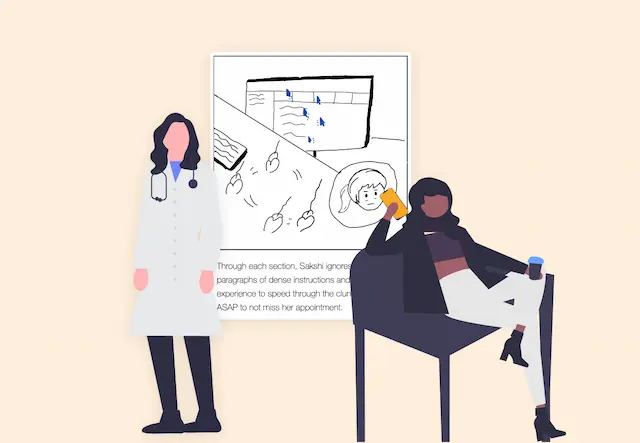 Through each section, Sakshi ignores
paragraphs of dense instructions and
experience to speed through the
ASAP to not miss her appointment.